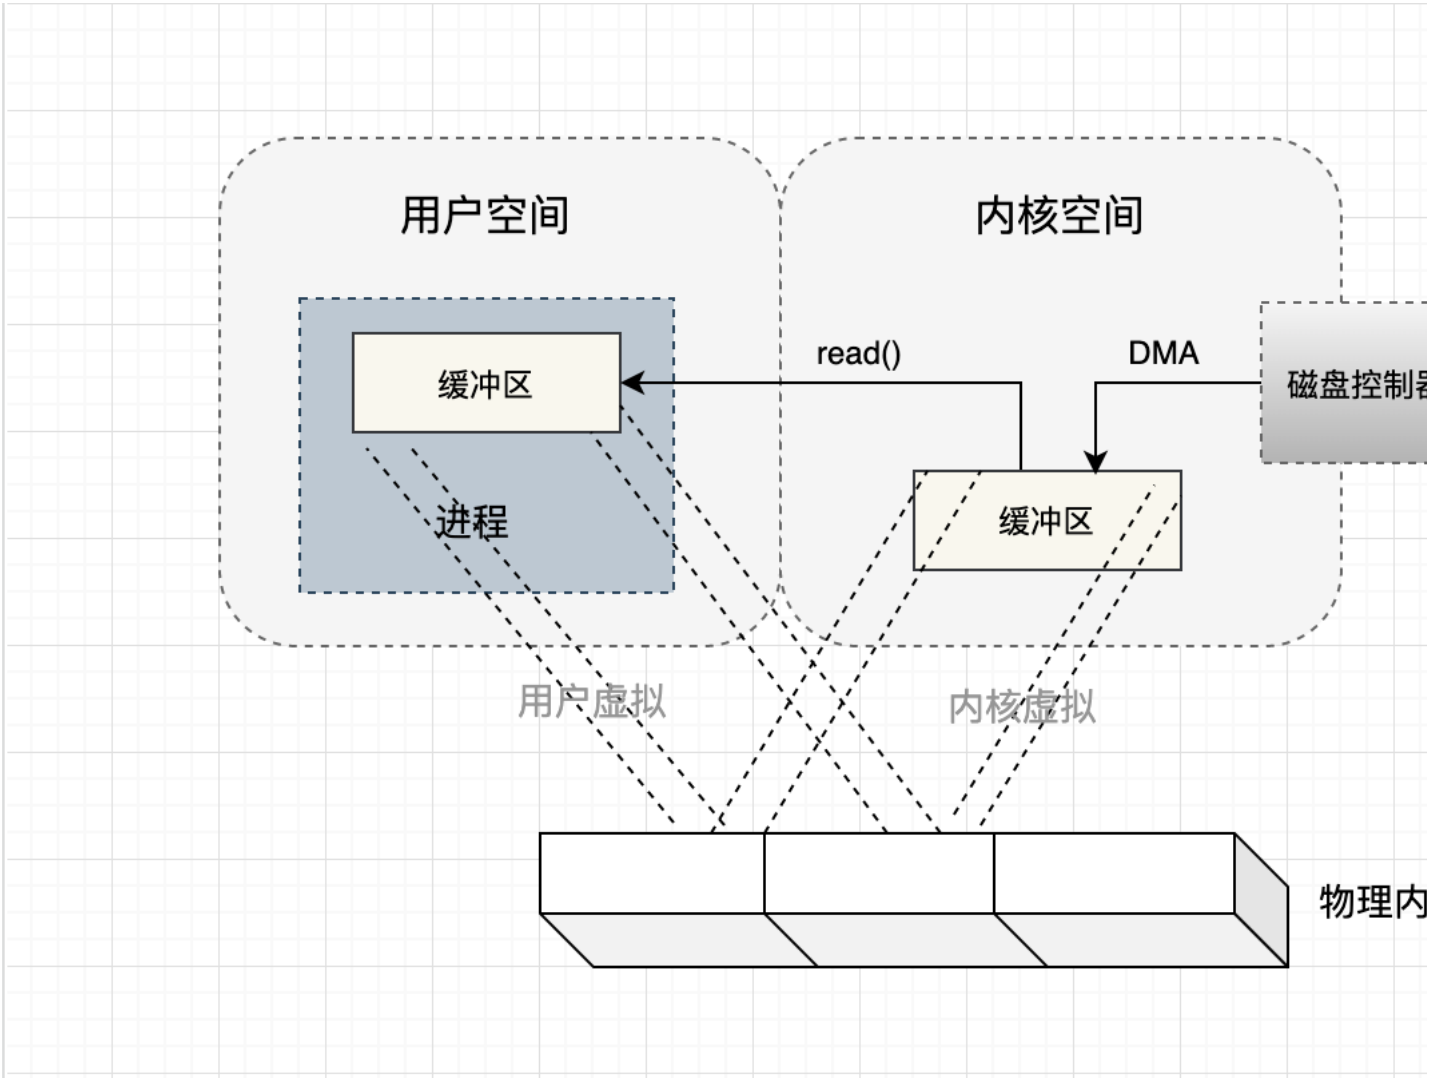 用户空间
内核空间
read()
DMA
缓冲区
磁盘控制器
进程
缓冲区
用户虚拟
内核虚拟
物理内